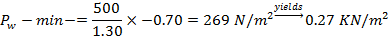 P_w − min−= 500/1.30 × −0.70 = 269 N/m² →(yields) 0.27 KN/m²